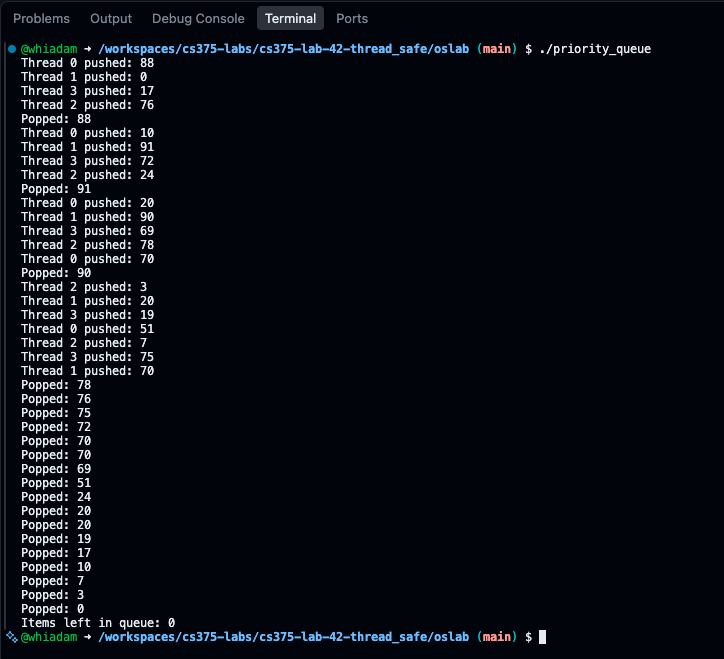 Problems Output Debug Console Terminal Ports
@whiadam → /workspaces/cs375-labs/cs375-lab-42-thread_safe/oslab (main) $ ./priority_queue
Thread 0 pushed: 88
Thread 1 pushed: 0
Thread 3 pushed: 17
Thread 2 pushed: 76
Popped: 88
Thread 0 pushed: 10
Thread 1 pushed: 91
Thread 3 pushed: 72
Thread 2 pushed: 24
Popped: 91
Thread 0 pushed: 20
Thread 1 pushed: 90
Thread 3 pushed: 69
Thread 2 pushed: 78
Thread 0 pushed: 70
Popped: 90
Thread 2 pushed: 3
Thread 1 pushed: 20
Thread 3 pushed: 19
Thread 0 pushed: 51
Thread 2 pushed: 7
Thread 3 pushed: 75
Thread 1 pushed: 70
Popped: 78
Popped: 76
Popped: 75
Popped: 72
Popped: 70
Popped: 70
Popped: 69
Popped: 51
Popped: 24
Popped: 20
Popped: 20
Popped: 19
Popped: 17
Popped: 10
Popped: 7
Popped: 3
Popped: 0
Items left in queue: 0
@whiadam → /workspaces/cs375-labs/cs375-lab-42-thread_safe/oslab (main) $